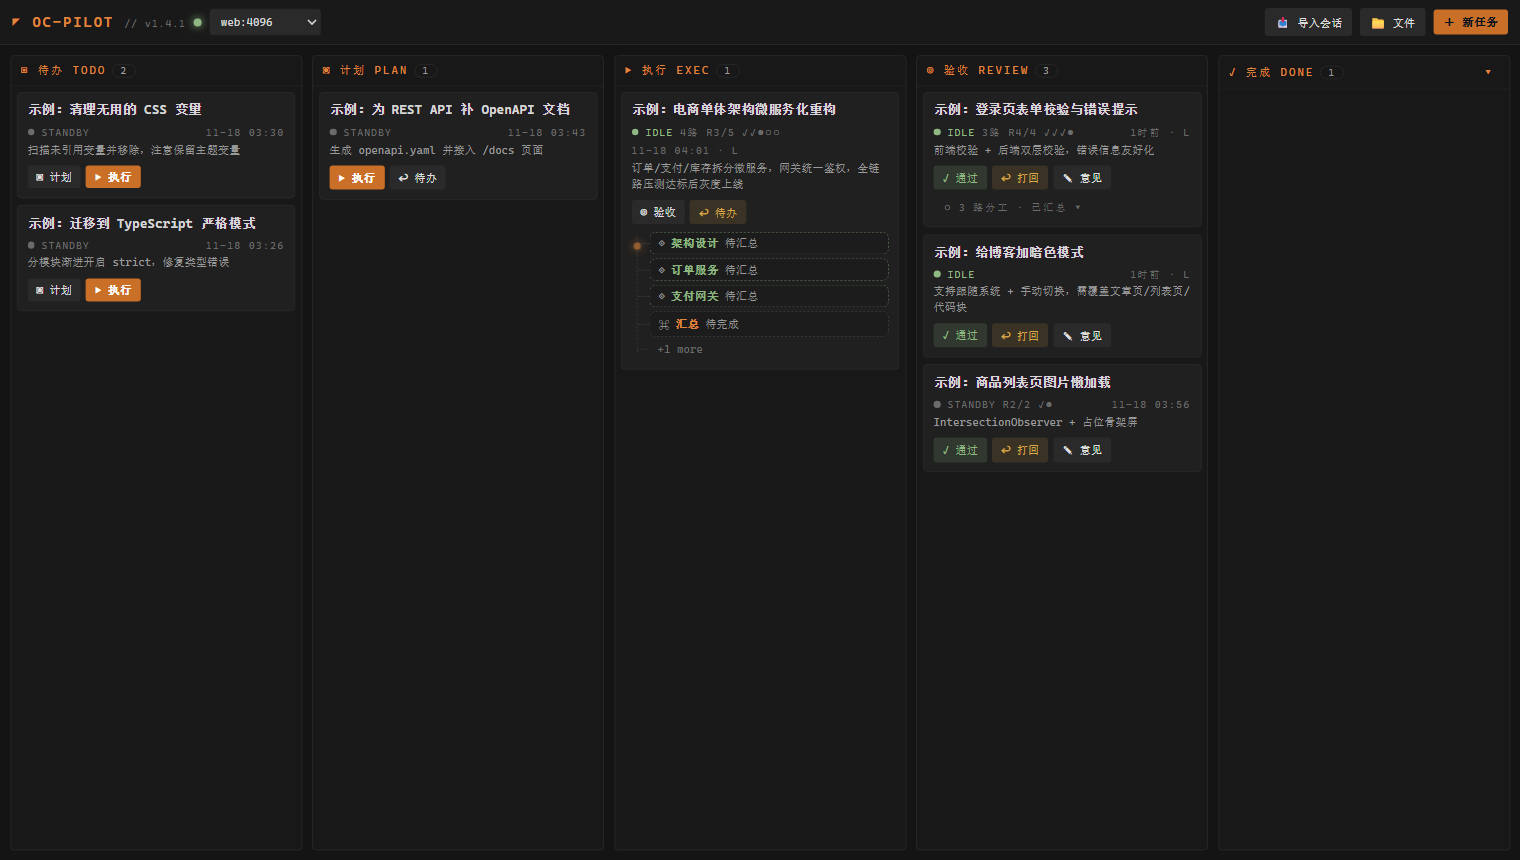 OC-PILOT // v1.4.1 web:4096 导入会话 文件 + 新任务
待办 TODO 2
示例: 清理无用的 CSS 变量
STANDBY 11-18 03:30
扫描未引用变量并移除, 注意保留主题变量
计划 执行
示例: 迁移到 TypeScript 严格模式
STANDBY 11-18 03:26
分模块渐进开启 strict, 修复类型错误
计划 执行
计划 PLAN 1
示例: 为 REST API 补 OpenAPI 文档
STANDBY 11-18 03:43
生成 openapi.yaml 并接入 /docs 页面
执行 待办
执行 EXEC 1
示例: 电商单体架构微服务化重构
IDLE 4路 R3/5 ✓✓●○○
11-18 04:01 · L
订单/支付/库存拆分微服务, 网关统一鉴权, 全链
路压测达标后灰度上线
验收 待办
架构设计 待汇总
订单服务 待汇总
支付网关 待汇总
⌘ 汇总 待完成
+1 more
验收 REVIEW 3
示例: 登录页表单校验与错误提示
IDLE 3路 R4/4 ✓✓✓● 1时前 · L
前端校验 + 后端双层校验, 错误信息友好化
✓ 通过 打回 意见
3 路分工 · 已汇总 ▾
示例: 给博客加暗色模式
IDLE 1时前 · L
支持跟随系统 + 手动切换, 需覆盖文章页/列表页/
代码块
✓ 通过 打回 意见
示例: 商品列表页图片懒加载
STANDBY R2/2 ✓● 11-18 03:56
IntersectionObserver + 占位骨架屏
✓ 通过 打回 意见
✓ 完成 DONE 1